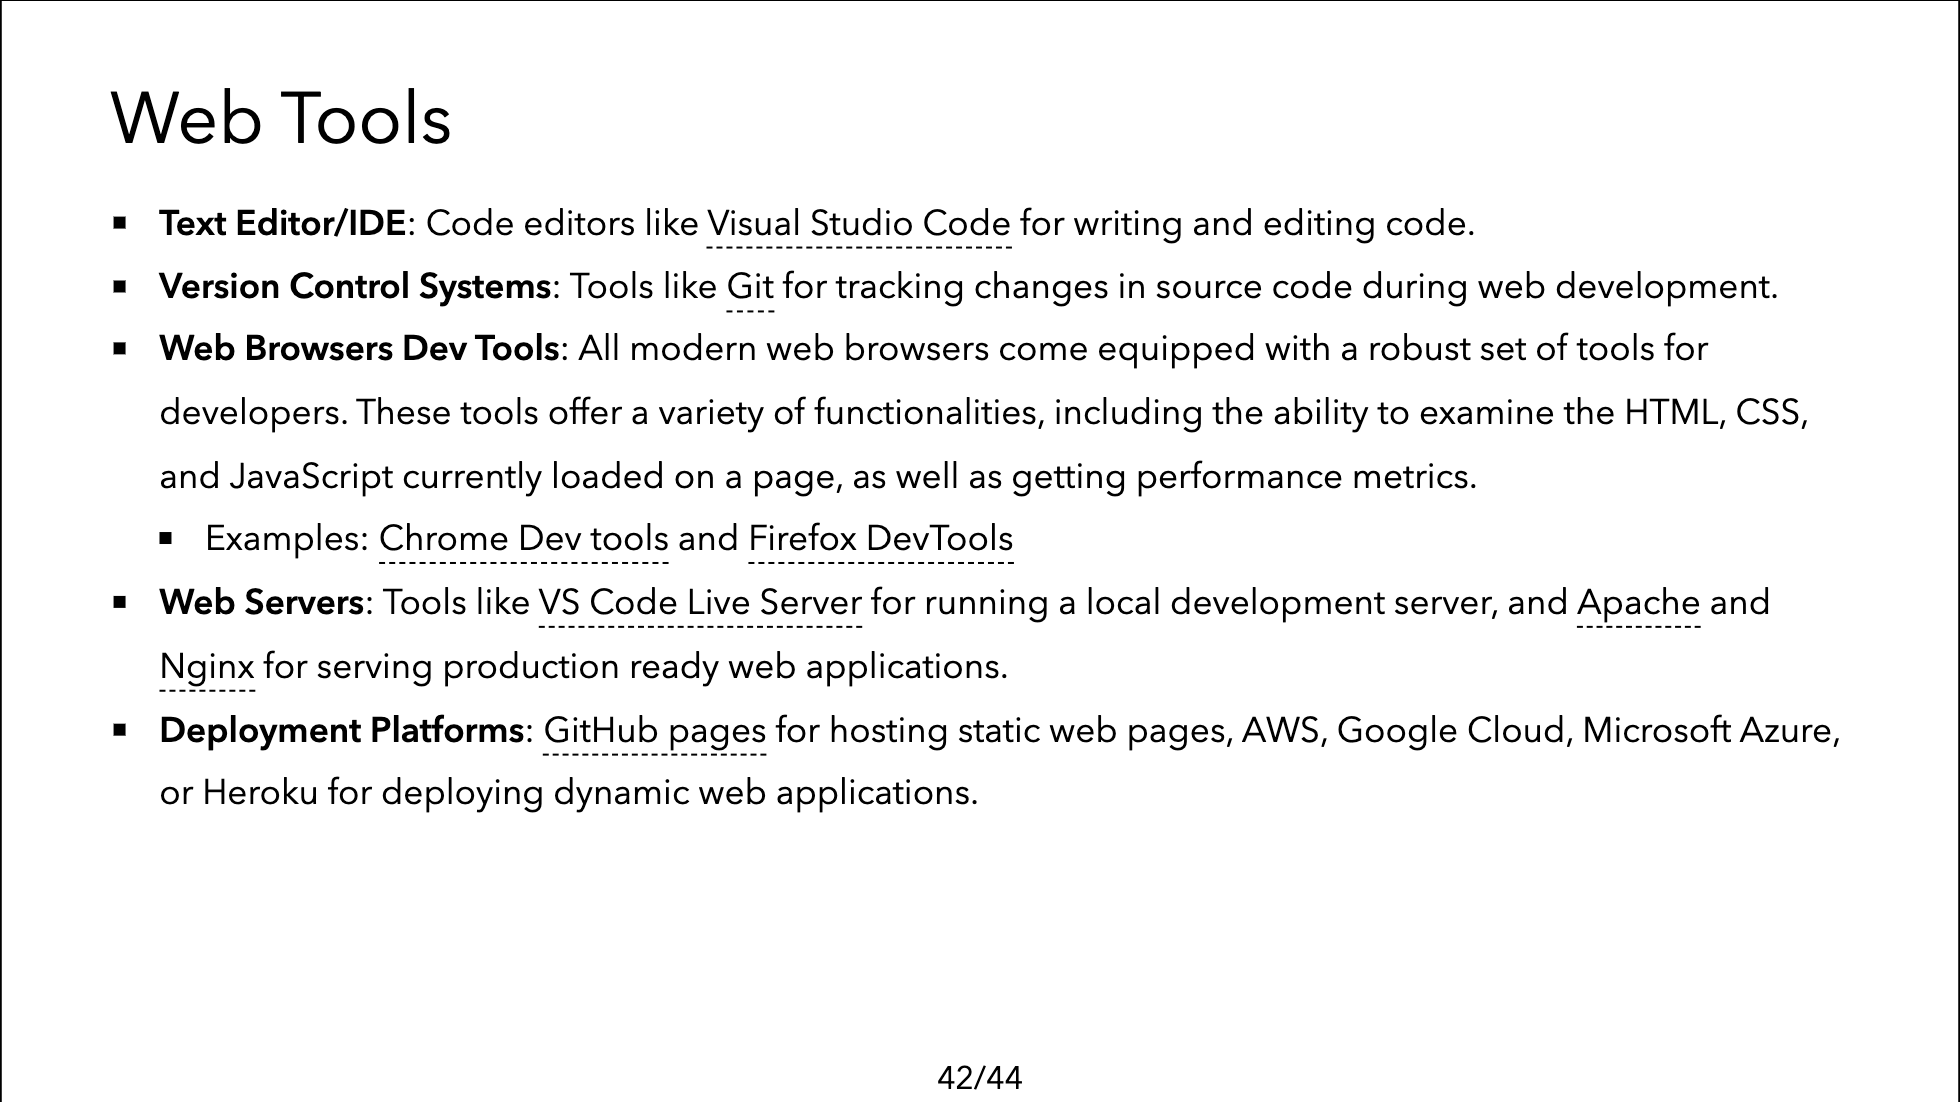 Web Tools
▪ Text Editor/IDE: Code editors like Visual Studio Code for writing and editing code.
▪ Version Control Systems: Tools like Git for tracking changes in source code during web development.
▪ Web Browsers Dev Tools: All modern web browsers come equipped with a robust set of tools for
developers. These tools offer a variety of functionalities, including the ability to examine the HTML, CSS,
and JavaScript currently loaded on a page, as well as getting performance metrics.
▪ Examples: Chrome Dev tools and Firefox DevTools
▪ Web Servers: Tools like VS Code Live Server for running a local development server, and Apache and
Nginx for serving production ready web applications.
▪ Deployment Platforms: GitHub pages for hosting static web pages, AWS, Google Cloud, Microsoft Azure,
or Heroku for deploying dynamic web applications.
42/44